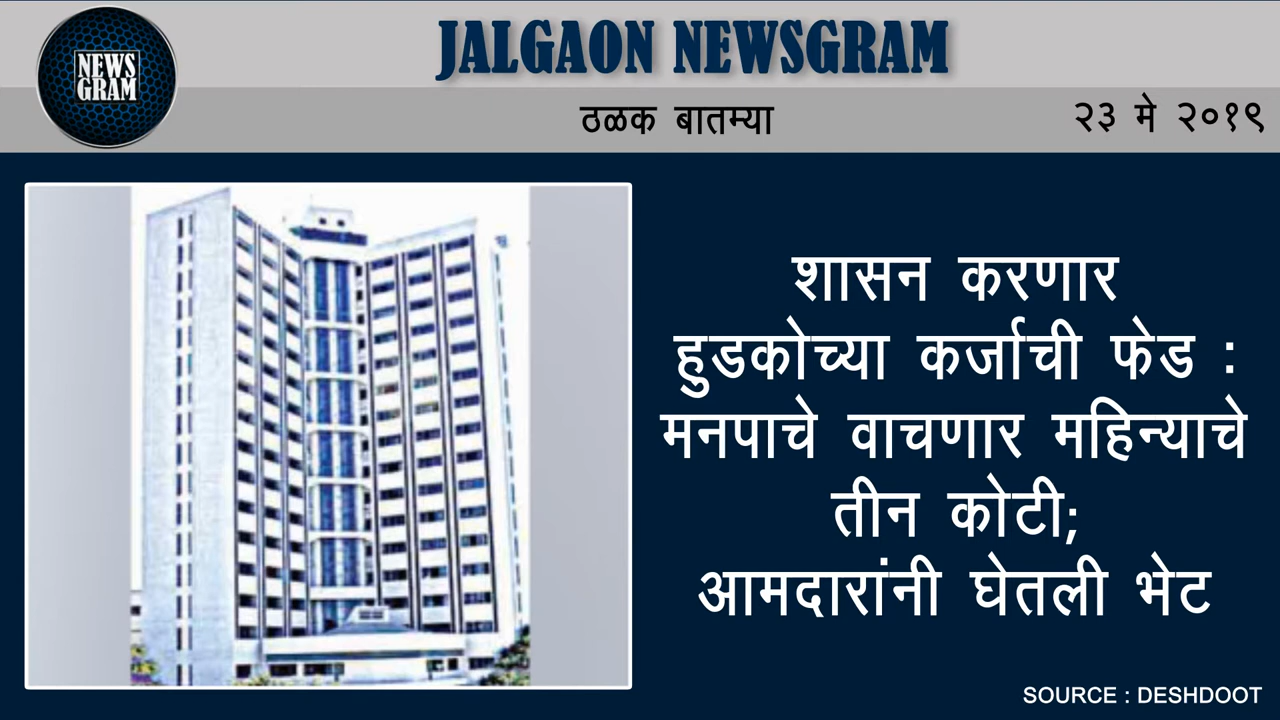 NEWS
GRAM
JALGAON NEWSGRAM
ठळक बातम्या
२३ मे २०१९
शासन करणार
हुडकोच्या कर्जाची फेड :
मनपाचे वाचणार महिन्याचे
तीन कोटी;
आमदारांनी घेतली भेट
SOURCE : DESHDOOT